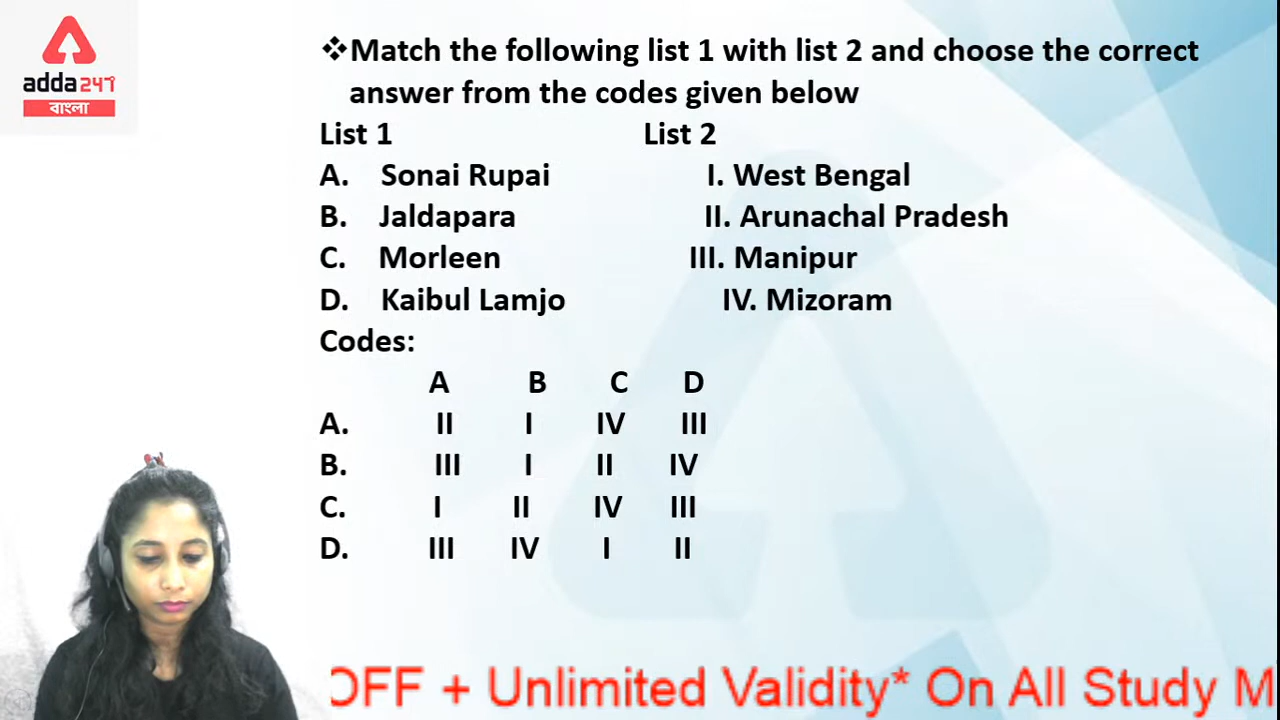 adda247
বাংলা
❖Match the following list 1 with list 2 and choose the correct
answer from the codes given below
List 1 List 2
A. Sonai Rupai I. West Bengal
B. Jaldapara II. Arunachal Pradesh
C. Morleen III. Manipur
D. Kaibul Lamjo IV. Mizoram
Codes:
A B C D
A. II I IV III
B. III I II IV
C. I II IV III
D. III IV I II
OFF + Unlimited Validity* On All Study M